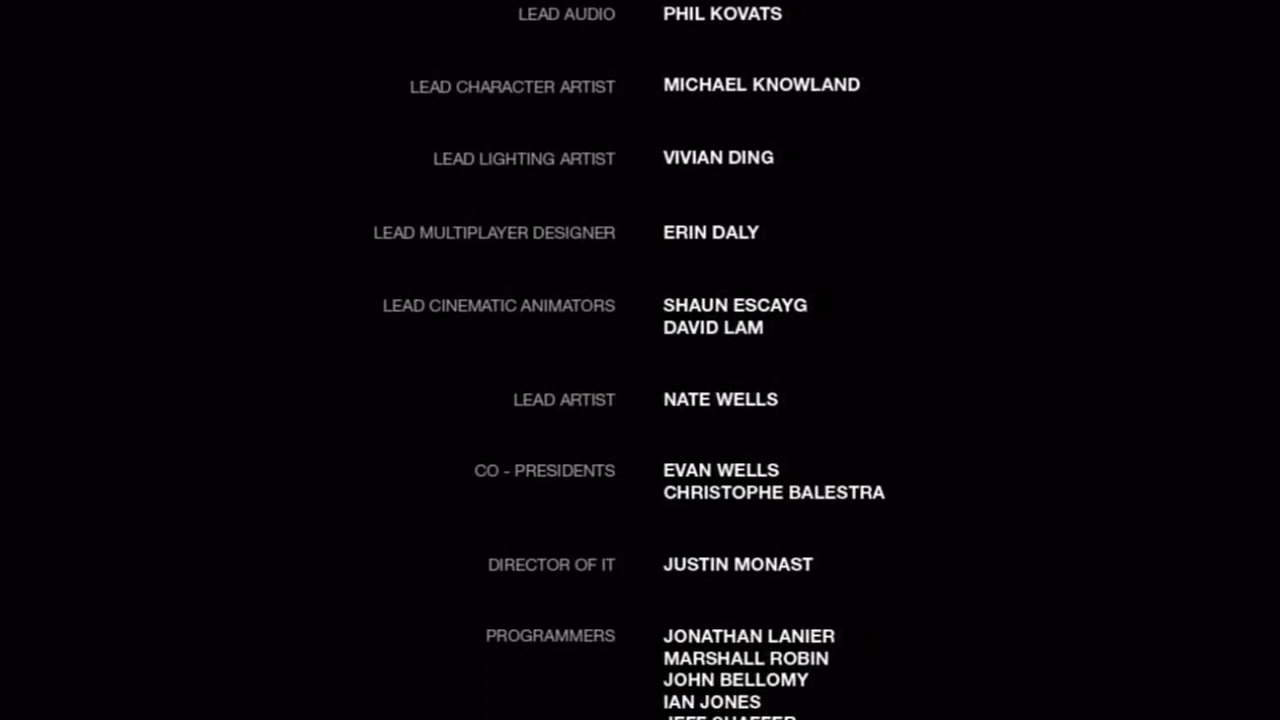 LEAD AUDIO PHIL KOVATS
LEAD CHARACTER ARTIST MICHAEL KNOWLAND
LEAD LIGHTING ARTIST VIVIAN DING
LEAD MULTIPLAYER DESIGNER ERIN DALY
LEAD CINEMATIC ANIMATORS SHAUN ESCAYG
DAVID LAM
LEAD ARTIST NATE WELLS
CO - PRESIDENTS EVAN WELLS
CHRISTOPHE BALESTRA
DIRECTOR OF IT JUSTIN MONAST
PROGRAMMERS JONATHAN LANIER
MARSHALL ROBIN
JOHN BELLOMY
IAN JONES